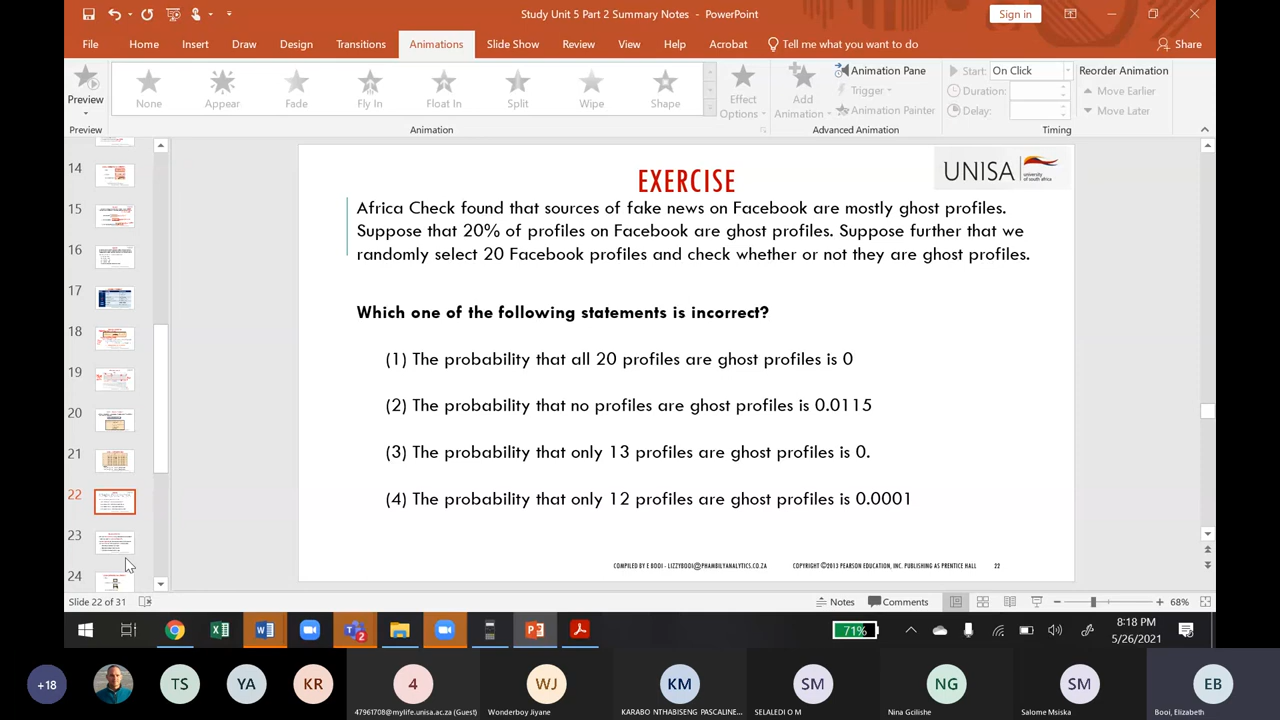 Study Unit 5 Part 2 Summary Notes - PowerPoint
Sign in
File Home Insert Draw Design Transitions Animations Slide Show Review View Help Acrobat Tell me what you want to do Share
Preview
None Appear Fade Fly In Float In Split Wipe Shape
Effect Options
Add Animation
Animation Pane
Trigger
Animation Painter
Start: On Click
Duration:
Delay:
Reorder Animation
Move Earlier
Move Later
Preview Animation Advanced Animation Timing
14
15
16
17
18
19
20
21
22
23
24
UNISA university of south africa
EXERCISE
Africa Check found that sources of fake news on Facebook are mostly ghost profiles.
Suppose that 20% of profiles on Facebook are ghost profiles. Suppose further that we
randomly select 20 Facebook profiles and check whether or not they are ghost profiles.
Which one of the following statements is incorrect?
(1) The probability that all 20 profiles are ghost profiles is 0
(2) The probability that no profiles are ghost profiles is 0.0115
(3) The probability that only 13 profiles are ghost profiles is 0.
(4) The probability that only 12 profiles are ghost profiles is 0.0001
COMPILED BY E BOOI - LIZZYBOOI@PHAMBILYANALYTICS.CO.ZA COPYRIGHT ©2013 PEARSON EDUCATION, INC. PUBLISHING AS PRENTICE HALL 22
Slide 22 of 31 Notes Comments 68%
71%
8:18 PM
5/26/2021
+18 TS YA KR 4 WJ KM SM NG SM EB
47961708@mylife.unisa.ac.za (Guest) Wonderboy Jiyane KARABO NTHABISENG PASCALINE... SELALEDI O M Nina Gcilishe Salome Msiska Booi, Elizabeth